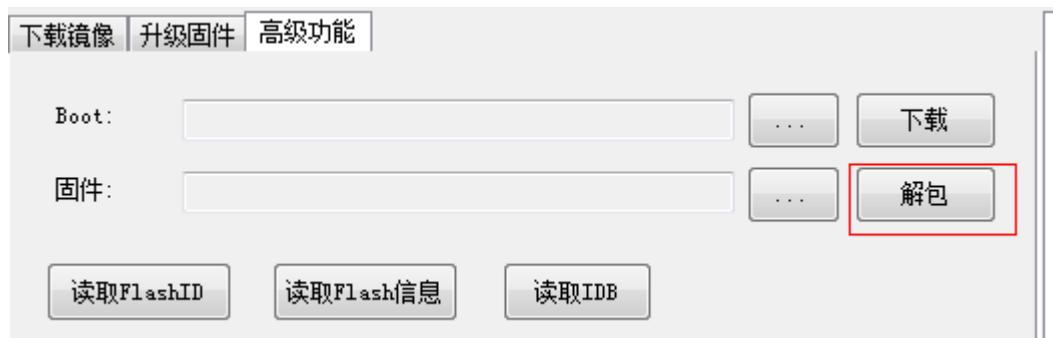 下载镜像 升级固件 高级功能
Boot: ... 下载
固件: ... 解包
读取FlashID 读取Flash信息 读取IDB